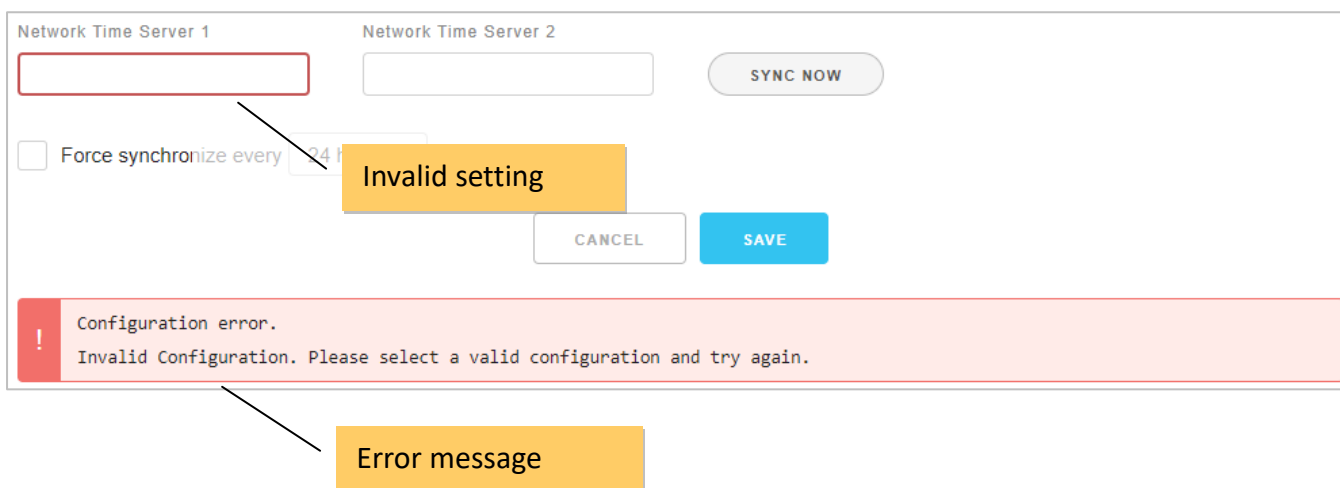 Network Time Server 1 Network Time Server 2
SYNC NOW
Force synchronize every 24 h
Invalid setting
CANCEL SAVE
! Configuration error.
Invalid Configuration. Please select a valid configuration and try again.
Error message